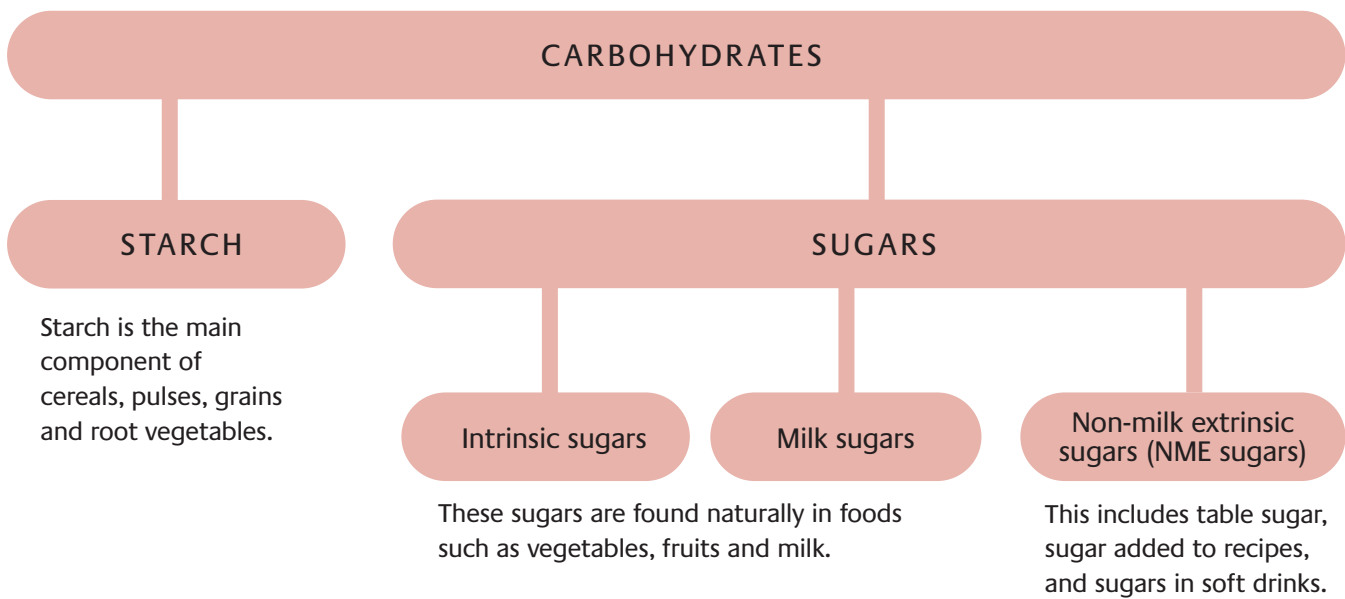 CARBOHYDRATES
STARCH
Starch is the main
component of
cereals, pulses, grains
and root vegetables.
SUGARS
Intrinsic sugars
Milk sugars
These sugars are found naturally in foods
such as vegetables, fruits and milk.
Non-milk extrinsic
sugars (NME sugars)
This includes table sugar,
sugar added to recipes,
and sugars in soft drinks.